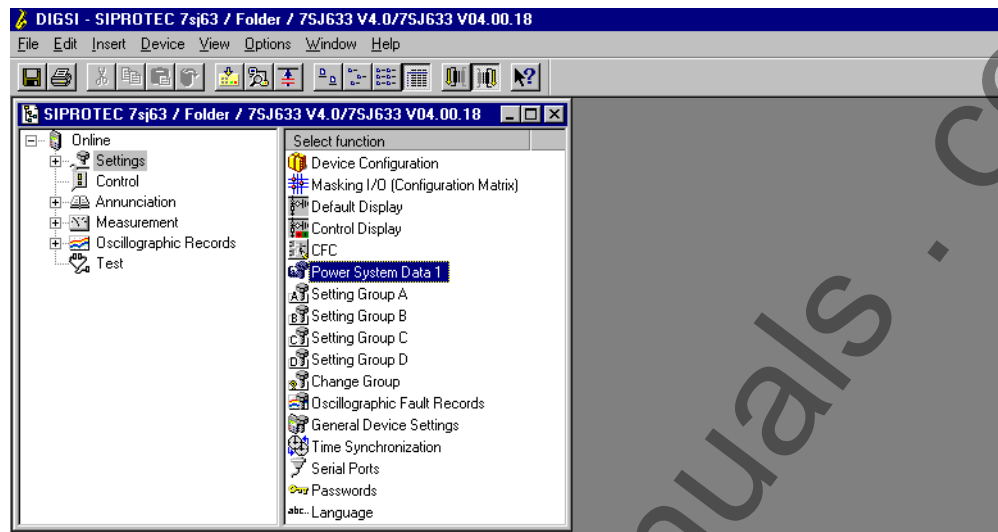 DIGSI - SIPROTEC 7sj63 / Folder / 7SJ633 V4.0/7SJ633 V04.00.18
File Edit Insert Device View Options Window Help
SIPROTEC 7sj63 / Folder / 7SJ633 V4.0/7SJ633 V04.00.18
Online
Settings
Control
Annunciation
Measurement
Oscillographic Records
Test
Select function
Device Configuration
Masking I/O (Configuration Matrix)
Default Display
Control Display
CFC
Power System Data 1
A Setting Group A
B Setting Group B
C Setting Group C
D Setting Group D
Change Group
Oscillographic Fault Records
General Device Settings
Time Synchronization
Serial Ports
Passwords
abc.. Language
uals . co